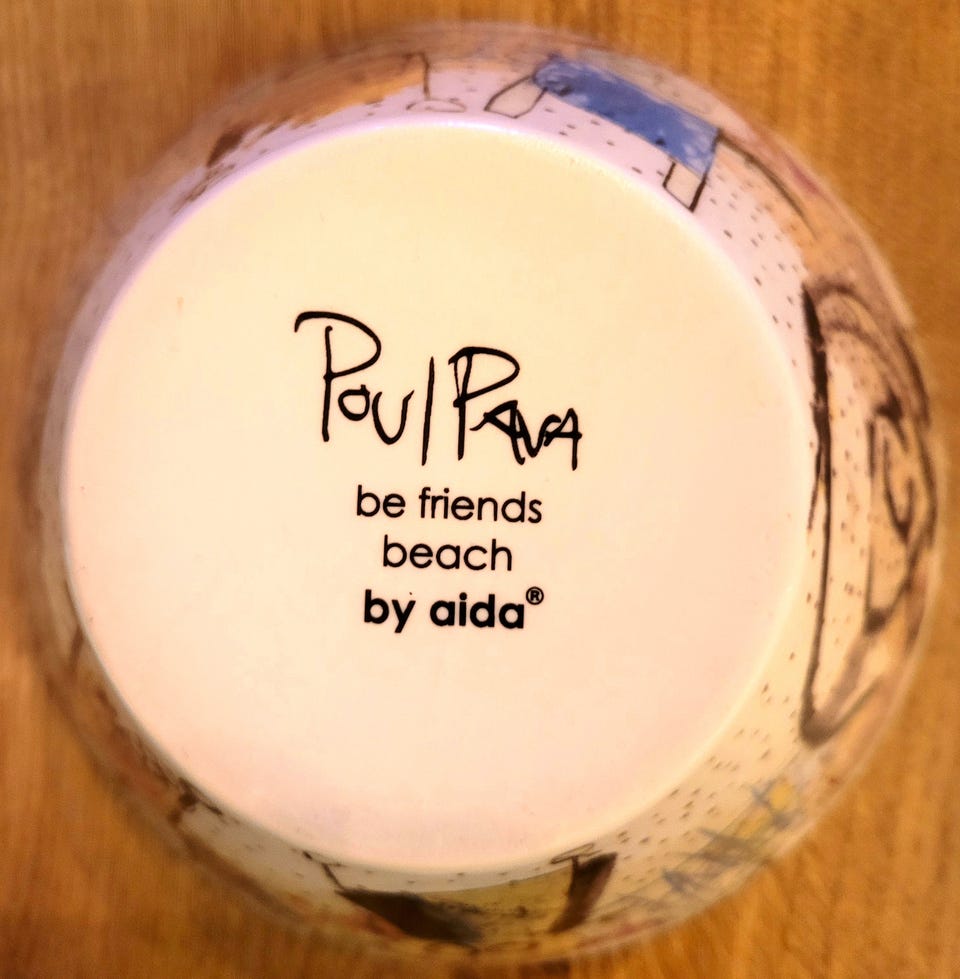 Poul Pava
be friends
beach
by aida®